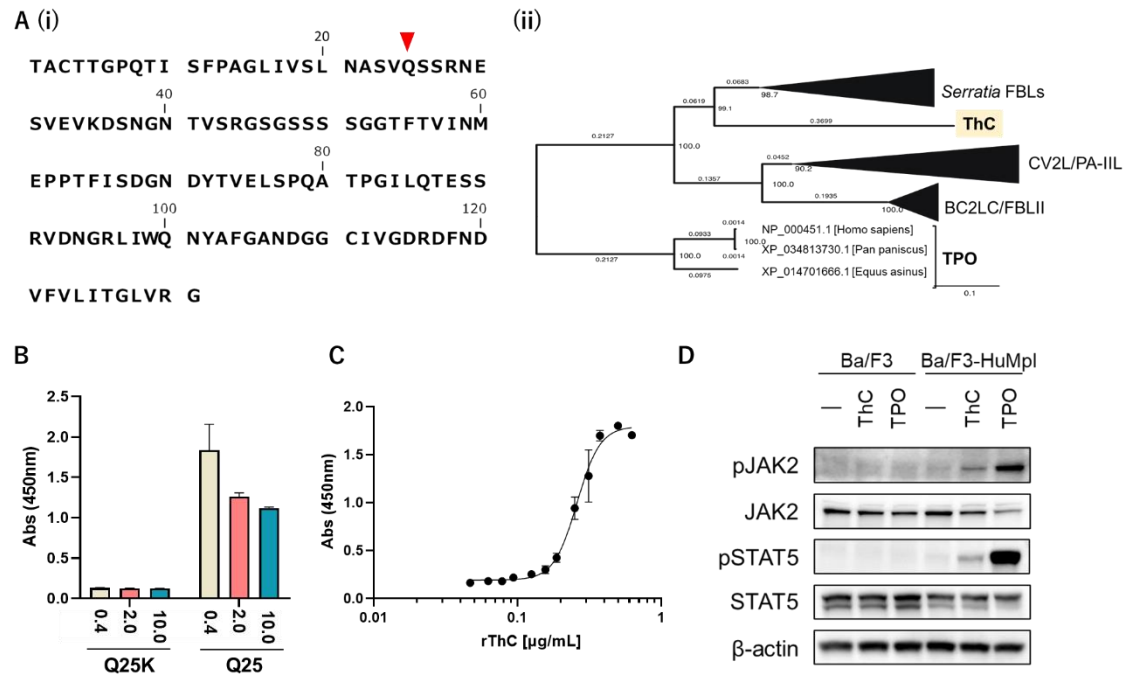 A (i)
20
TACTTGPQTI SFPAGLIVSL NASVQSSRNE
40 60
SVEVKDSNGN TVSRGSGSSS SGGTFTVINM
80
EPPTFISDGN DYTVELSPQA TPGILQTESS
100 120
RVDNGRLIWQ NYAFGANDGG CIVGDRDFND
VFVLITGLVR G
(ii)
0.0683
Serratia FBLs
98.7
0.0819
99.1
0.3699
ThC
0.2127
100.0
0.0452
CV2L/PA-IIL
90.2
0.1357
100.0
0.1935
BC2LC/FBLII
100.0
0.0014
NP_000451.1 [Homo sapiens]
0.0933
100.0
XP_034813730.1 [Pan paniscus]
0.0014
0.2127
100.0
TPO
0.0975
XP_014701666.1 [Equus asinus]
0.1
B
2.5
2.0
1.5
1.0
0.5
0.0
Abs (450nm)
0.4 2.0 10.0 0.4 2.0 10.0
Q25K Q25
C
2.0
1.5
1.0
0.5
0.0
Abs (450nm)
0.01 0.1 1
rThC [µg/mL]
D
Ba/F3 Ba/F3-HuMpl
— ThC TPO — ThC TPO
pJAK2
JAK2
pSTAT5
STAT5
β-actin